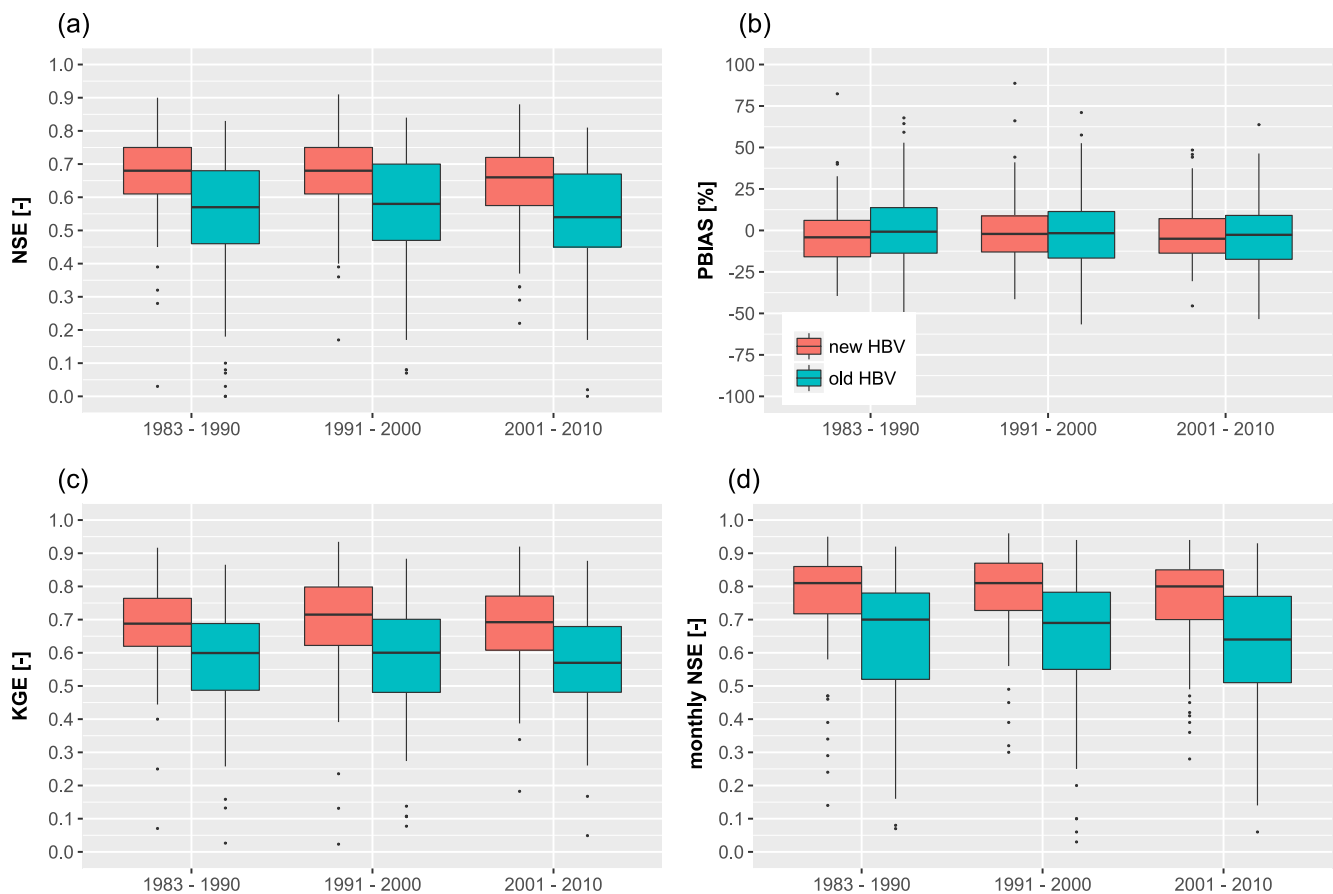 (a)
1.0
0.9
0.8
0.7
0.6
0.5
0.4
0.3
0.2
0.1
0.0
NSE [-]
1983 - 1990
1991 - 2000
2001 - 2010
(b)
100
75
50
25
0
-25
-50
-75
-100
PBIAS [%]
new HBV
old HBV
1983 - 1990
1991 - 2000
2001 - 2010
(c)
1.0
0.9
0.8
0.7
0.6
0.5
0.4
0.3
0.2
0.1
0.0
KGE [-]
1983 - 1990
1991 - 2000
2001 - 2010
(d)
1.0
0.9
0.8
0.7
0.6
0.5
0.4
0.3
0.2
0.1
0.0
monthly NSE [-]
1983 - 1990
1991 - 2000
2001 - 2010